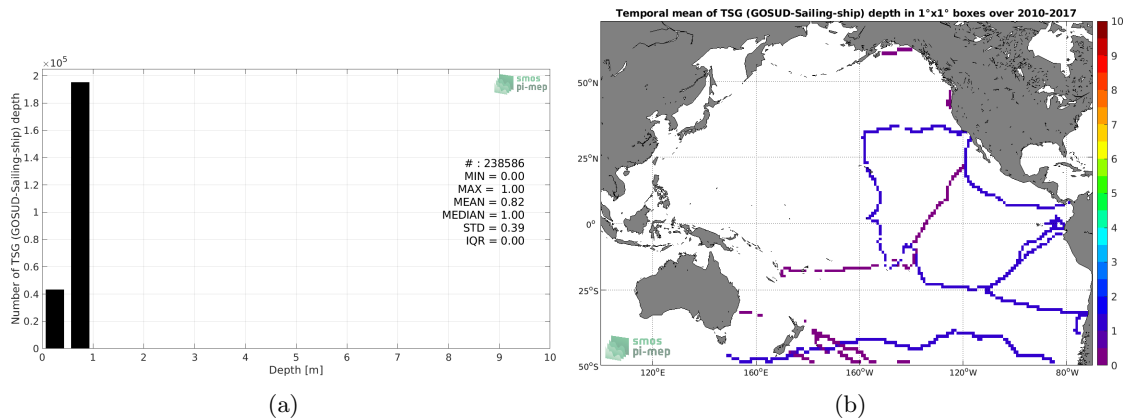 Number of TSG (GOSUD-Sailing-ship) depth
×10⁵
2
1.8
1.6
1.4
1.2
1
0.8
0.6
0.4
0.2
0
0 1 2 3 4 5 6 7 8 9 10
Depth [m]
smos
pi-mep
# : 238586
MIN = 0.00
MAX = 1.00
MEAN = 0.82
MEDIAN = 1.00
STD = 0.39
IQR = 0.00
(a)
Temporal mean of TSG (GOSUD-Sailing-ship) depth in 1°x1° boxes over 2010-2017
50°N
25°N
0°
25°S
50°S
120°E 160°E 160°W 120°W 80°W
smos
pi-mep
10
9
8
7
6
5
4
3
2
1
0
(b)